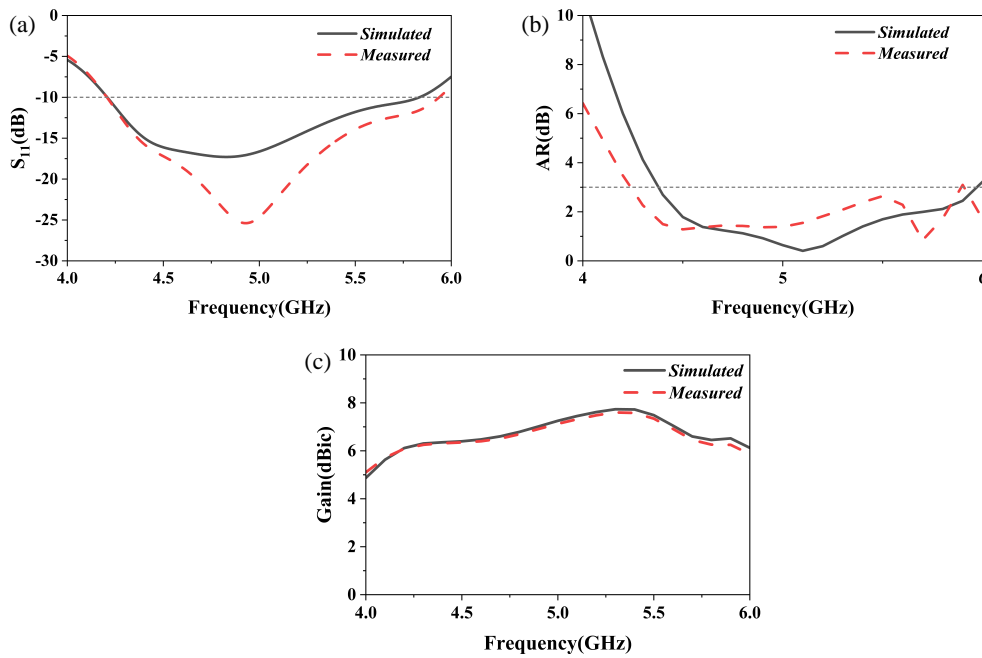 (a)
0
-5
-10
-15
-20
-25
-30
S11(dB)
4.0
4.5
5.0
5.5
6.0
Frequency(GHz)
Simulated
Measured
(b)
10
8
6
4
2
0
AR(dB)
4
5
6
Frequency(GHz)
Simulated
Measured
(c)
10
8
6
4
2
0
Gain(dBic)
4.0
4.5
5.0
5.5
6.0
Frequency(GHz)
Simulated
Measured